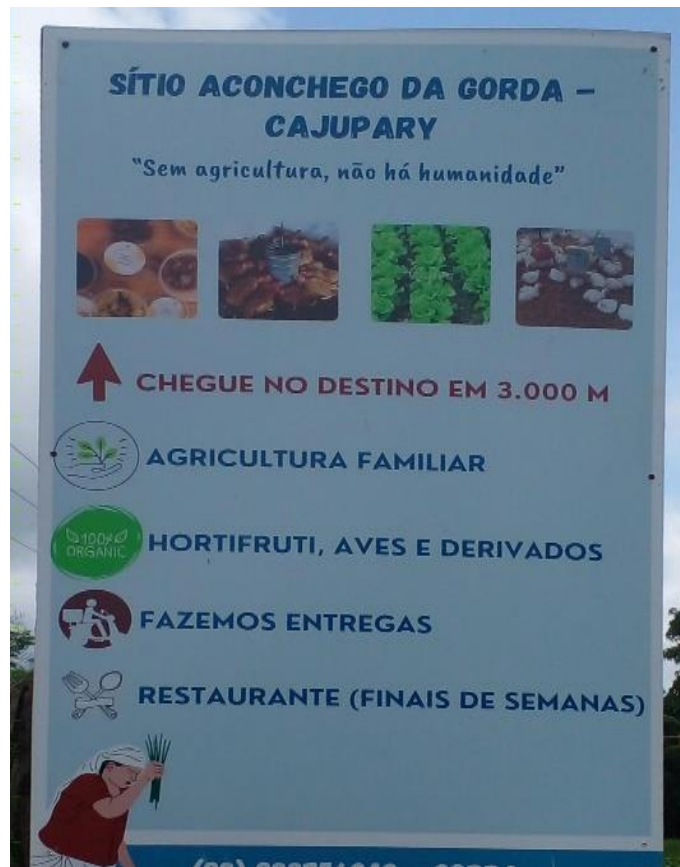 SÍTIO ACONCHEGO DA GORDA –
CAJUPARY
"Sem agricultura, não há humanidade"
CHEGUE NO DESTINO EM 3.000 M
AGRICULTURA FAMILIAR
100%
ORGANIC
HORTIFRUTI, AVES E DERIVADOS
FAZEMOS ENTREGAS
RESTAURANTE (FINAIS DE SEMANAS)